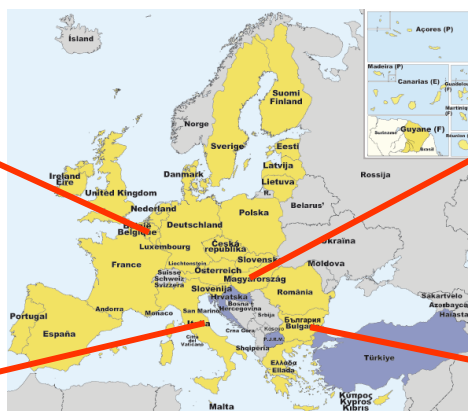 Ísland
Açores (P)
Madeira (P)
Canarias (E)
Suomi
Finland
Guyane (F)
Norge
Sverige
Eesti
Latvija
Lietuva
R.
Rossija
Danmark
Ireland
Eire
United Kingdom
Nederland
Belarus'
Polska
Deutschland
Belgique
Luxembourg
Česká
republika
Ukraina
Slovensko
France
Liechtenstein
Österreich
Moldova
Magyarország
Suisse
Schweiz
Svizzera
Slovenija
Hrvatska
România
Bosna i
Hercegovina
Srbija
Sakartvelo
Andorra
Monaco
San Marino
Portugal
España
Italia
Città
del
Vaticano
Crna Gora
Kosovo
България
Bulgaria
Shqipëria
Türkiye
Ελλάδα
Ellada
Malta
Κύπρος
Kypros
Kıbrıs